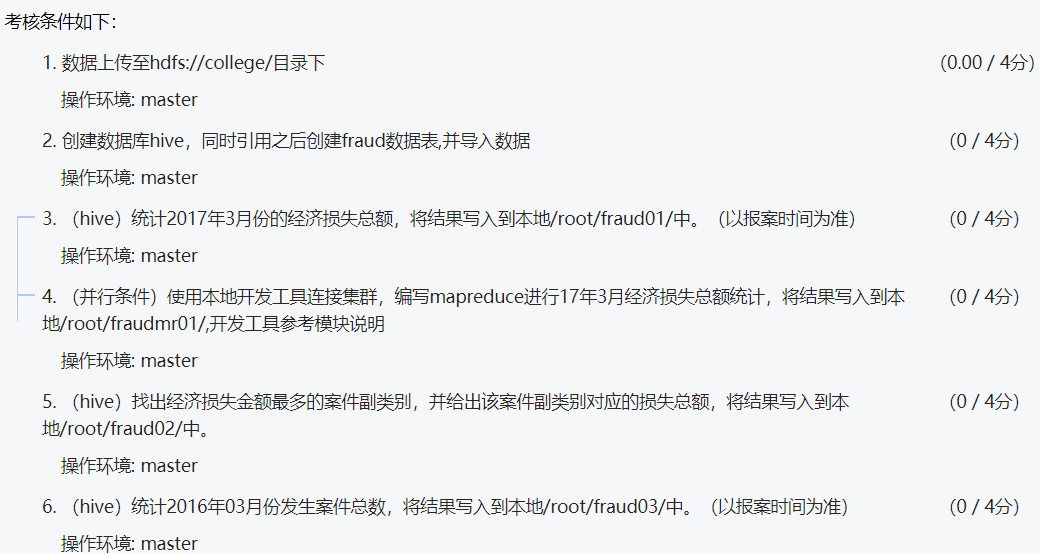 考核条件如下：
1. 数据上传至hdfs://college/目录下 (0.00 / 4分)
操作环境: master
2. 创建数据库hive，同时引用之后创建fraud数据表,并导入数据 (0 / 4分)
操作环境: master
3. （hive）统计2017年3月份的经济损失总额，将结果写入到本地/root/fraud01/中。（以报案时间为准） (0 / 4分)
操作环境: master
4. （并行条件）使用本地开发工具连接集群，编写mapreduce进行17年3月经济损失总额统计，将结果写入到本 (0 / 4分)
地/root/fraudmr01/,开发工具参考模块说明
操作环境: master
5. （hive）找出经济损失金额最多的案件副类别，并给出该案件副类别对应的损失总额，将结果写入到本 (0 / 4分)
地/root/fraud02/中。
操作环境: master
6. （hive）统计2016年03月份发生案件总数，将结果写入到本地/root/fraud03/中。（以报案时间为准） (0 / 4分)
操作环境: master